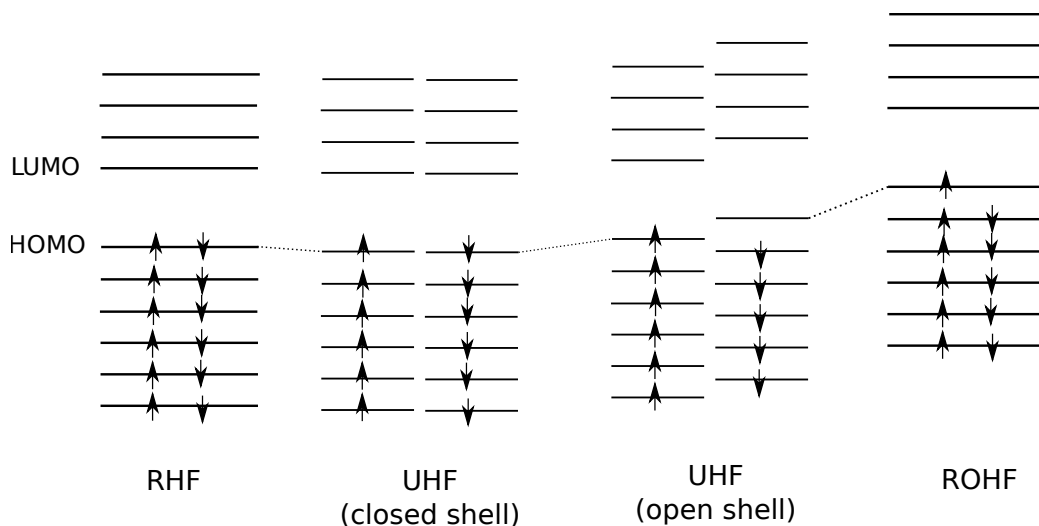 LUMO
HOMO
RHF
UHF
(closed shell)
UHF
(open shell)
ROHF